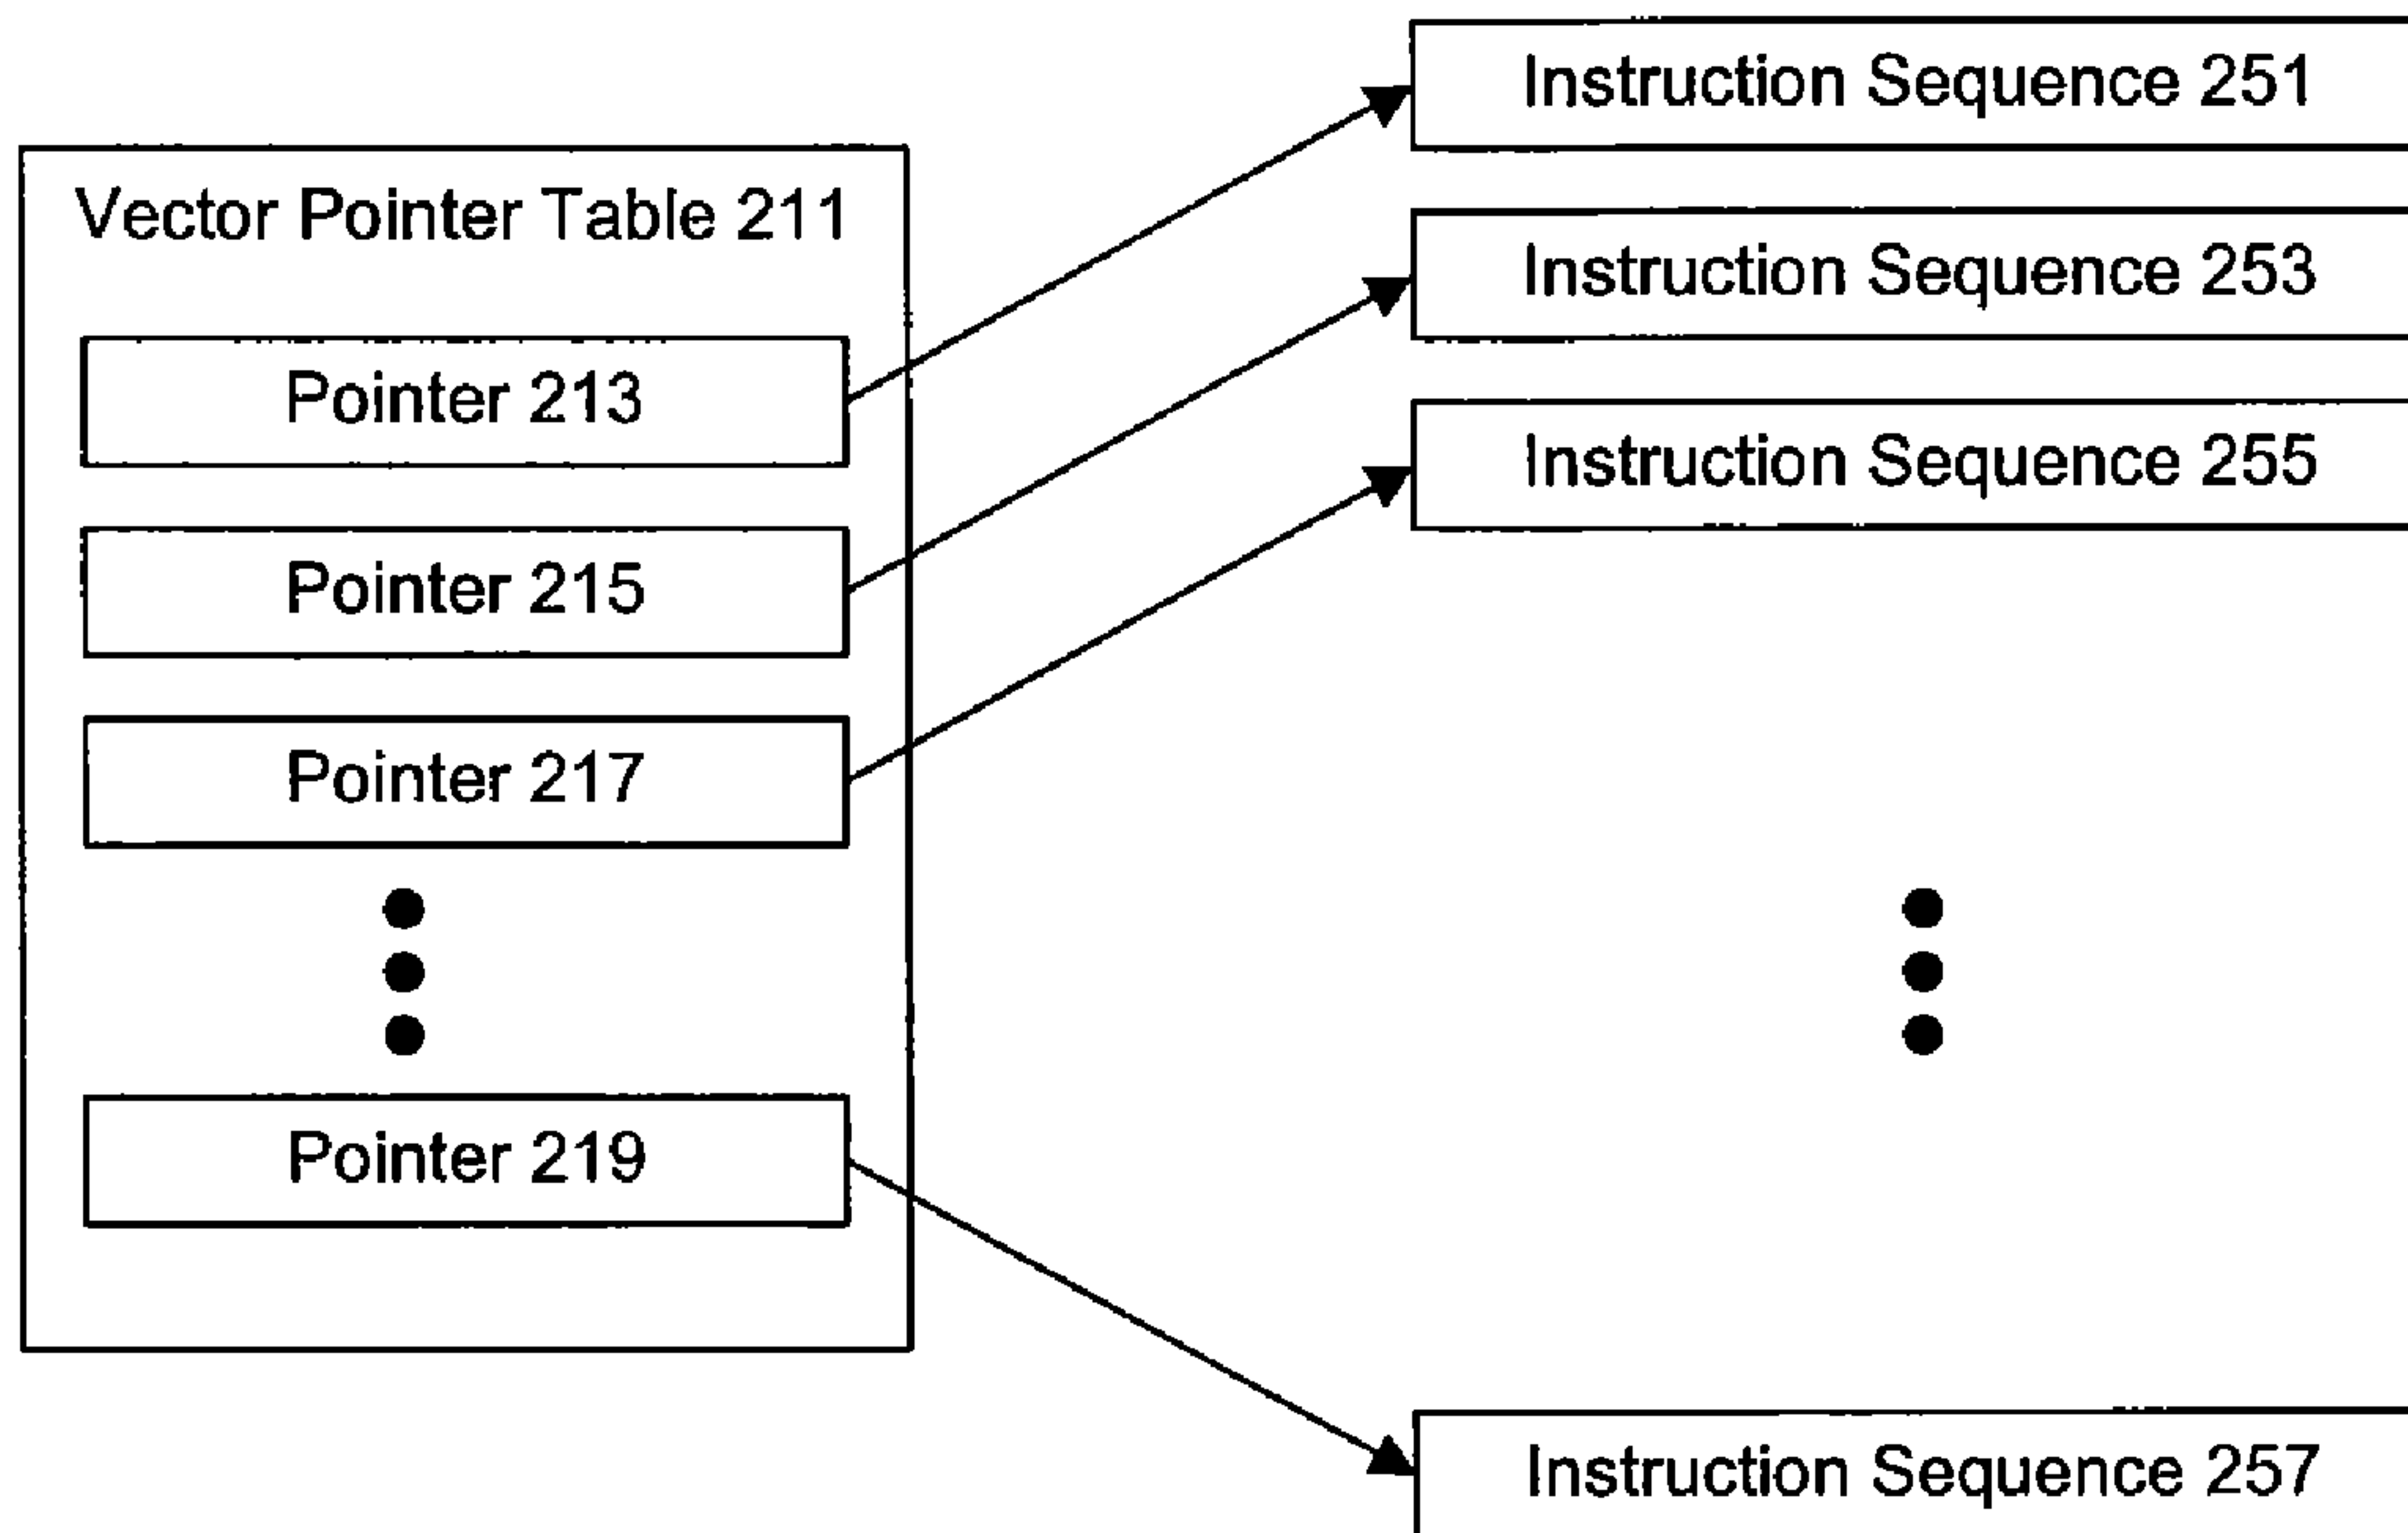 Vector Pointer Table 211
Pointer 213
Pointer 215
Pointer 217
Pointer 219
Instruction Sequence 251
Instruction Sequence 253
Instruction Sequence 255
Instruction Sequence 257